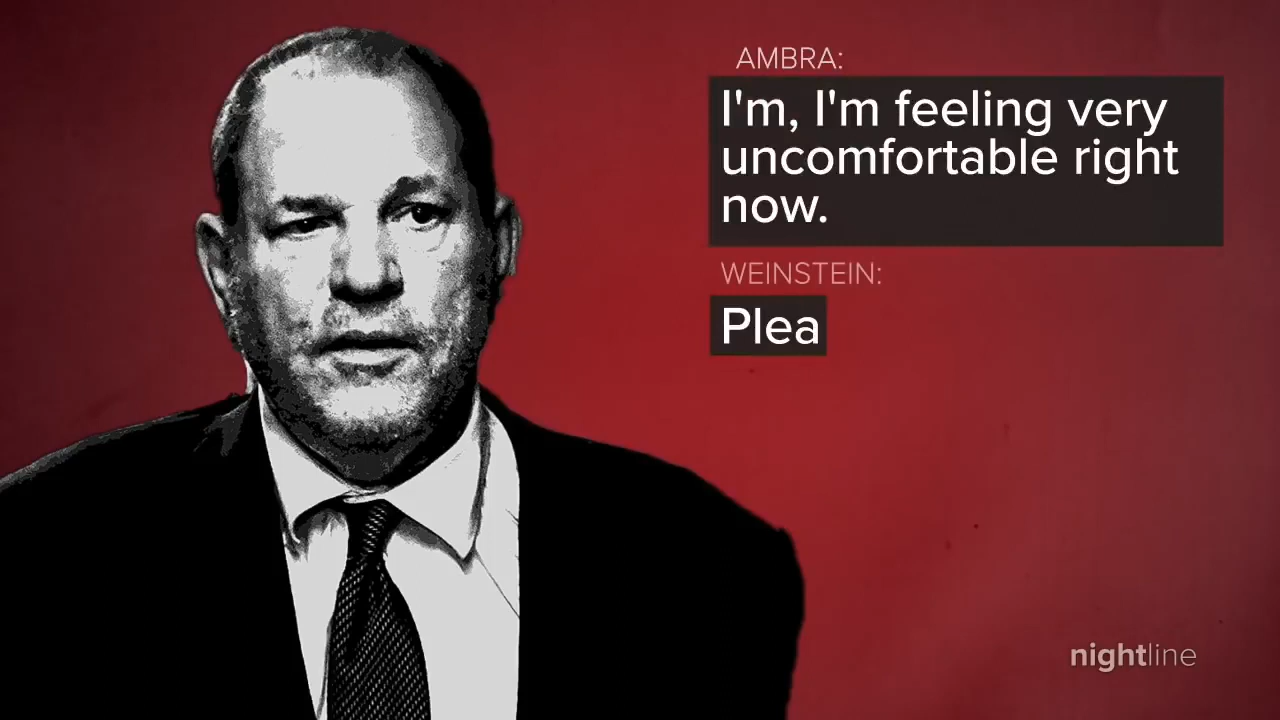 AMBRA:
I'm, I'm feeling very
uncomfortable right
now.
WEINSTEIN:
Plea
nightline